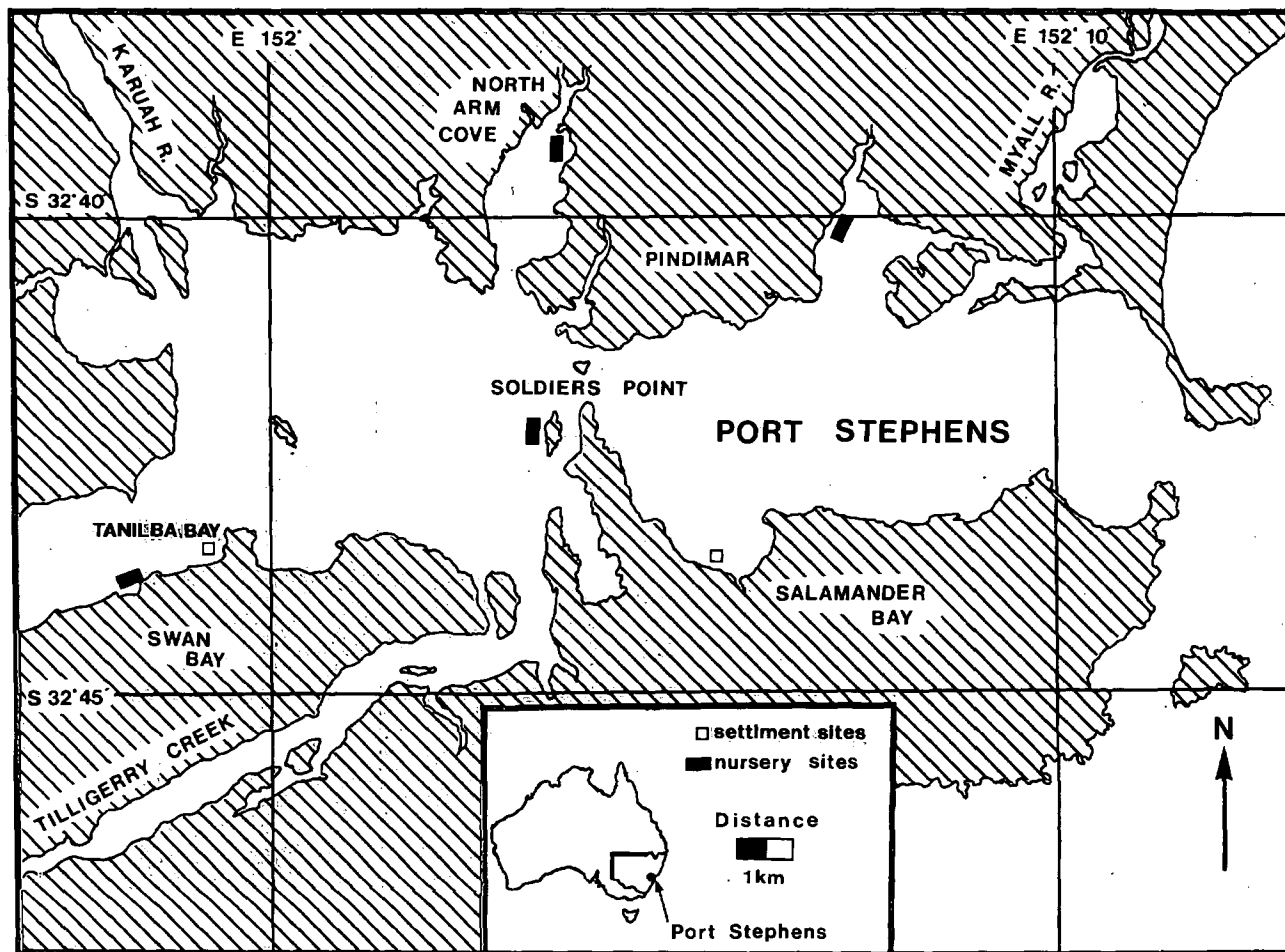 E 152°
E 152° 10'
KARUAH R.
NORTH
ARM
COVE
MYALL R.
S 32°40'
PINDIMAR
SOLDIERS POINT
PORT STEPHENS
TANILBA BAY
SALAMANDER
BAY
SWAN
BAY
S 32°45'
TILLIGERRY CREEK
N
settlment sites
nursery sites
Distance
1km
Port Stephens